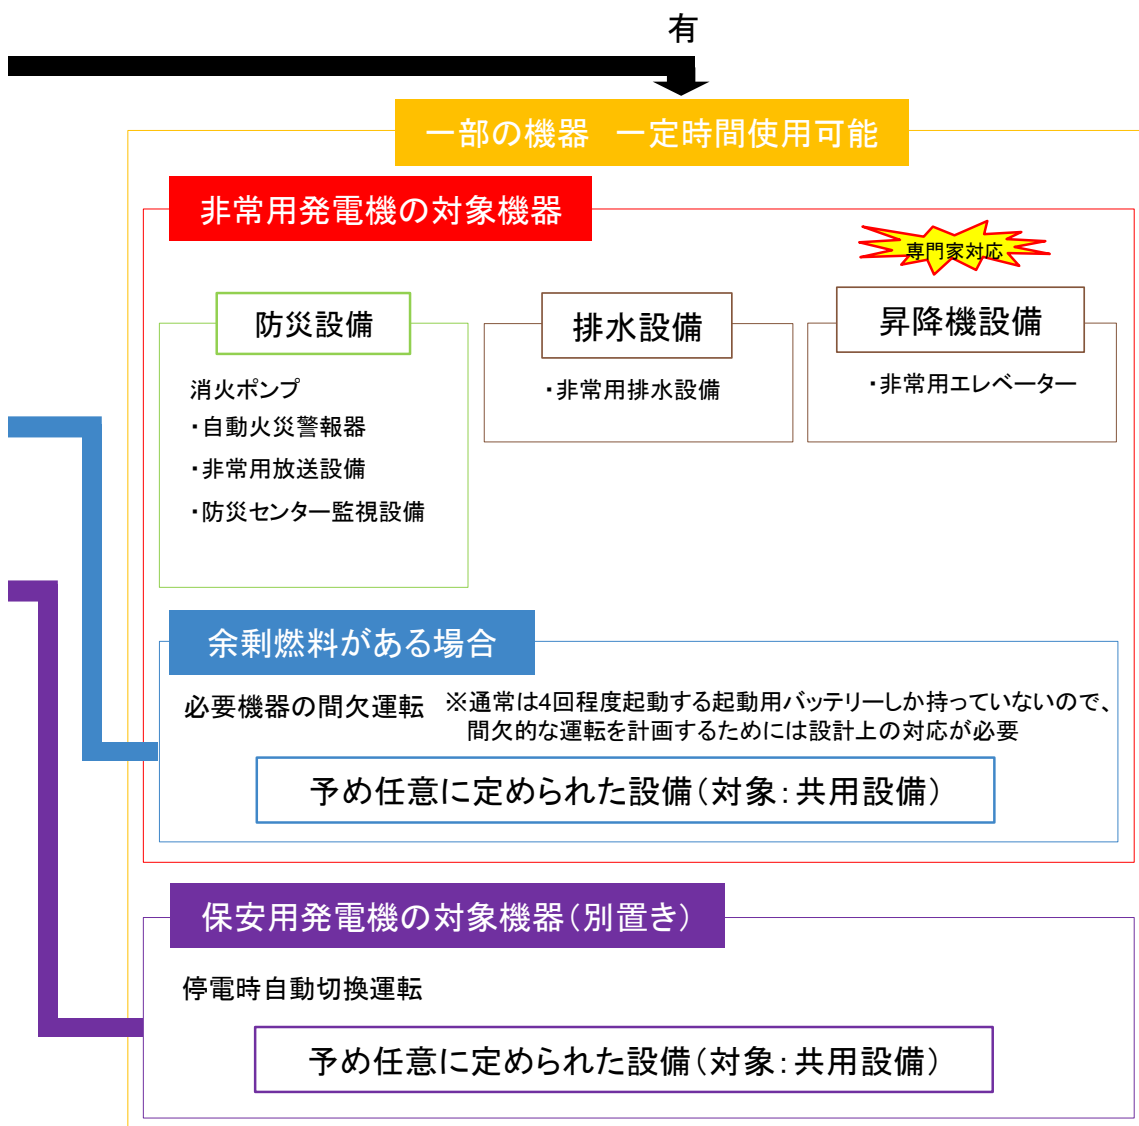 有
一部の機器　一定時間使用可能
非常用発電機の対象機器
専門家対応
防災設備
消火ポンプ
・自動火災警報器
・非常用放送設備
・防災センター監視設備
排水設備
・非常用排水設備
昇降機設備
・非常用エレベーター
余剰燃料がある場合
必要機器の間欠運転
※通常は4回程度起動する起動用バッテリーしか持っていないので、
間欠的な運転を計画するためには設計上の対応が必要
予め任意に定められた設備（対象：共用設備）
保安用発電機の対象機器（別置き）
停電時自動切換運転
予め任意に定められた設備（対象：共用設備）